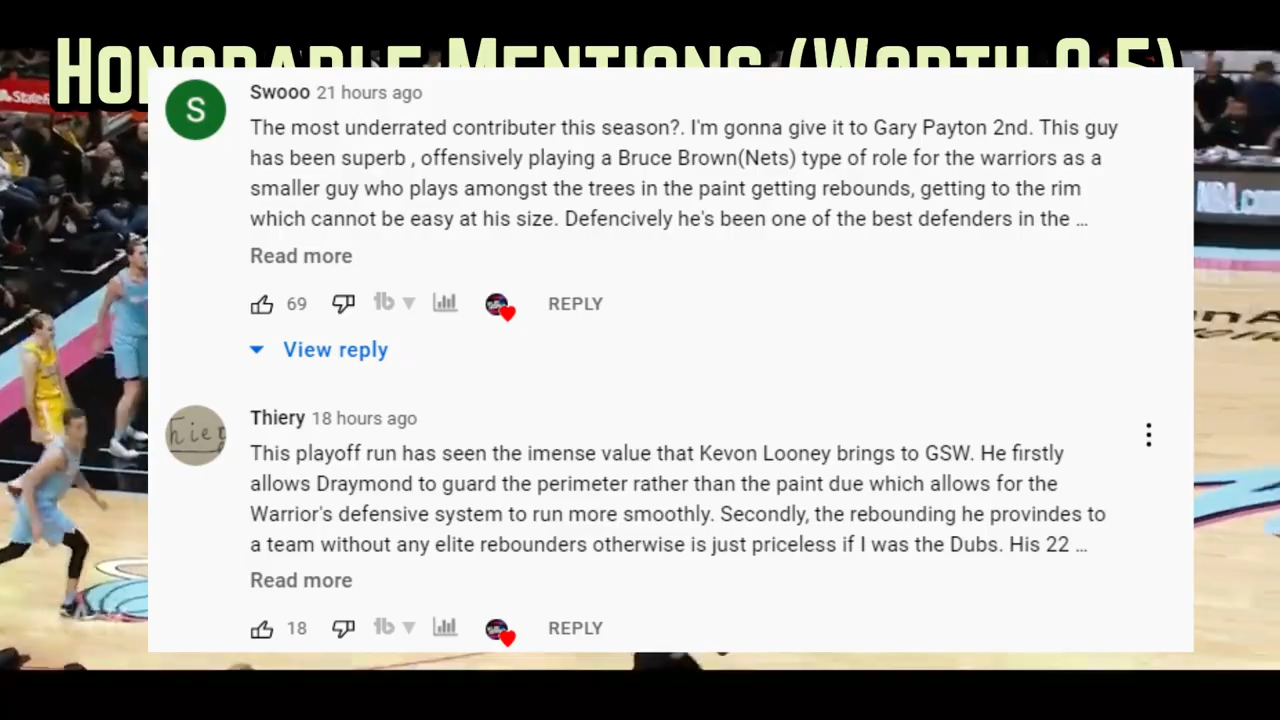 HONORABLE MENTIONS (WORTH 0.5)
S
Swooo 21 hours ago
The most underrated contributer this season?. I'm gonna give it to Gary Payton 2nd. This guy
has been superb , offensively playing a Bruce Brown(Nets) type of role for the warriors as a
smaller guy who plays amongst the trees in the paint getting rebounds, getting to the rim
which cannot be easy at his size. Defencively he's been one of the best defenders in the ...
Read more
69
REPLY
View reply
Thiery 18 hours ago
This playoff run has seen the imense value that Kevon Looney brings to GSW. He firstly
allows Draymond to guard the perimeter rather than the paint due which allows for the
Warrior's defensive system to run more smoothly. Secondly, the rebounding he provindes to
a team without any elite rebounders otherwise is just priceless if I was the Dubs. His 22 ...
Read more
18
REPLY